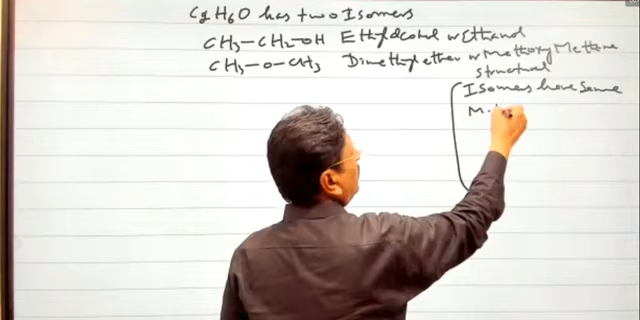 C2H6O has two Isomers
CH3-CH2-OH Ethyl alcohol or Ethanol
CH3-O-CH3 Dimethyl ether or Methoxy Methane
structural
Isomers have Same
M.